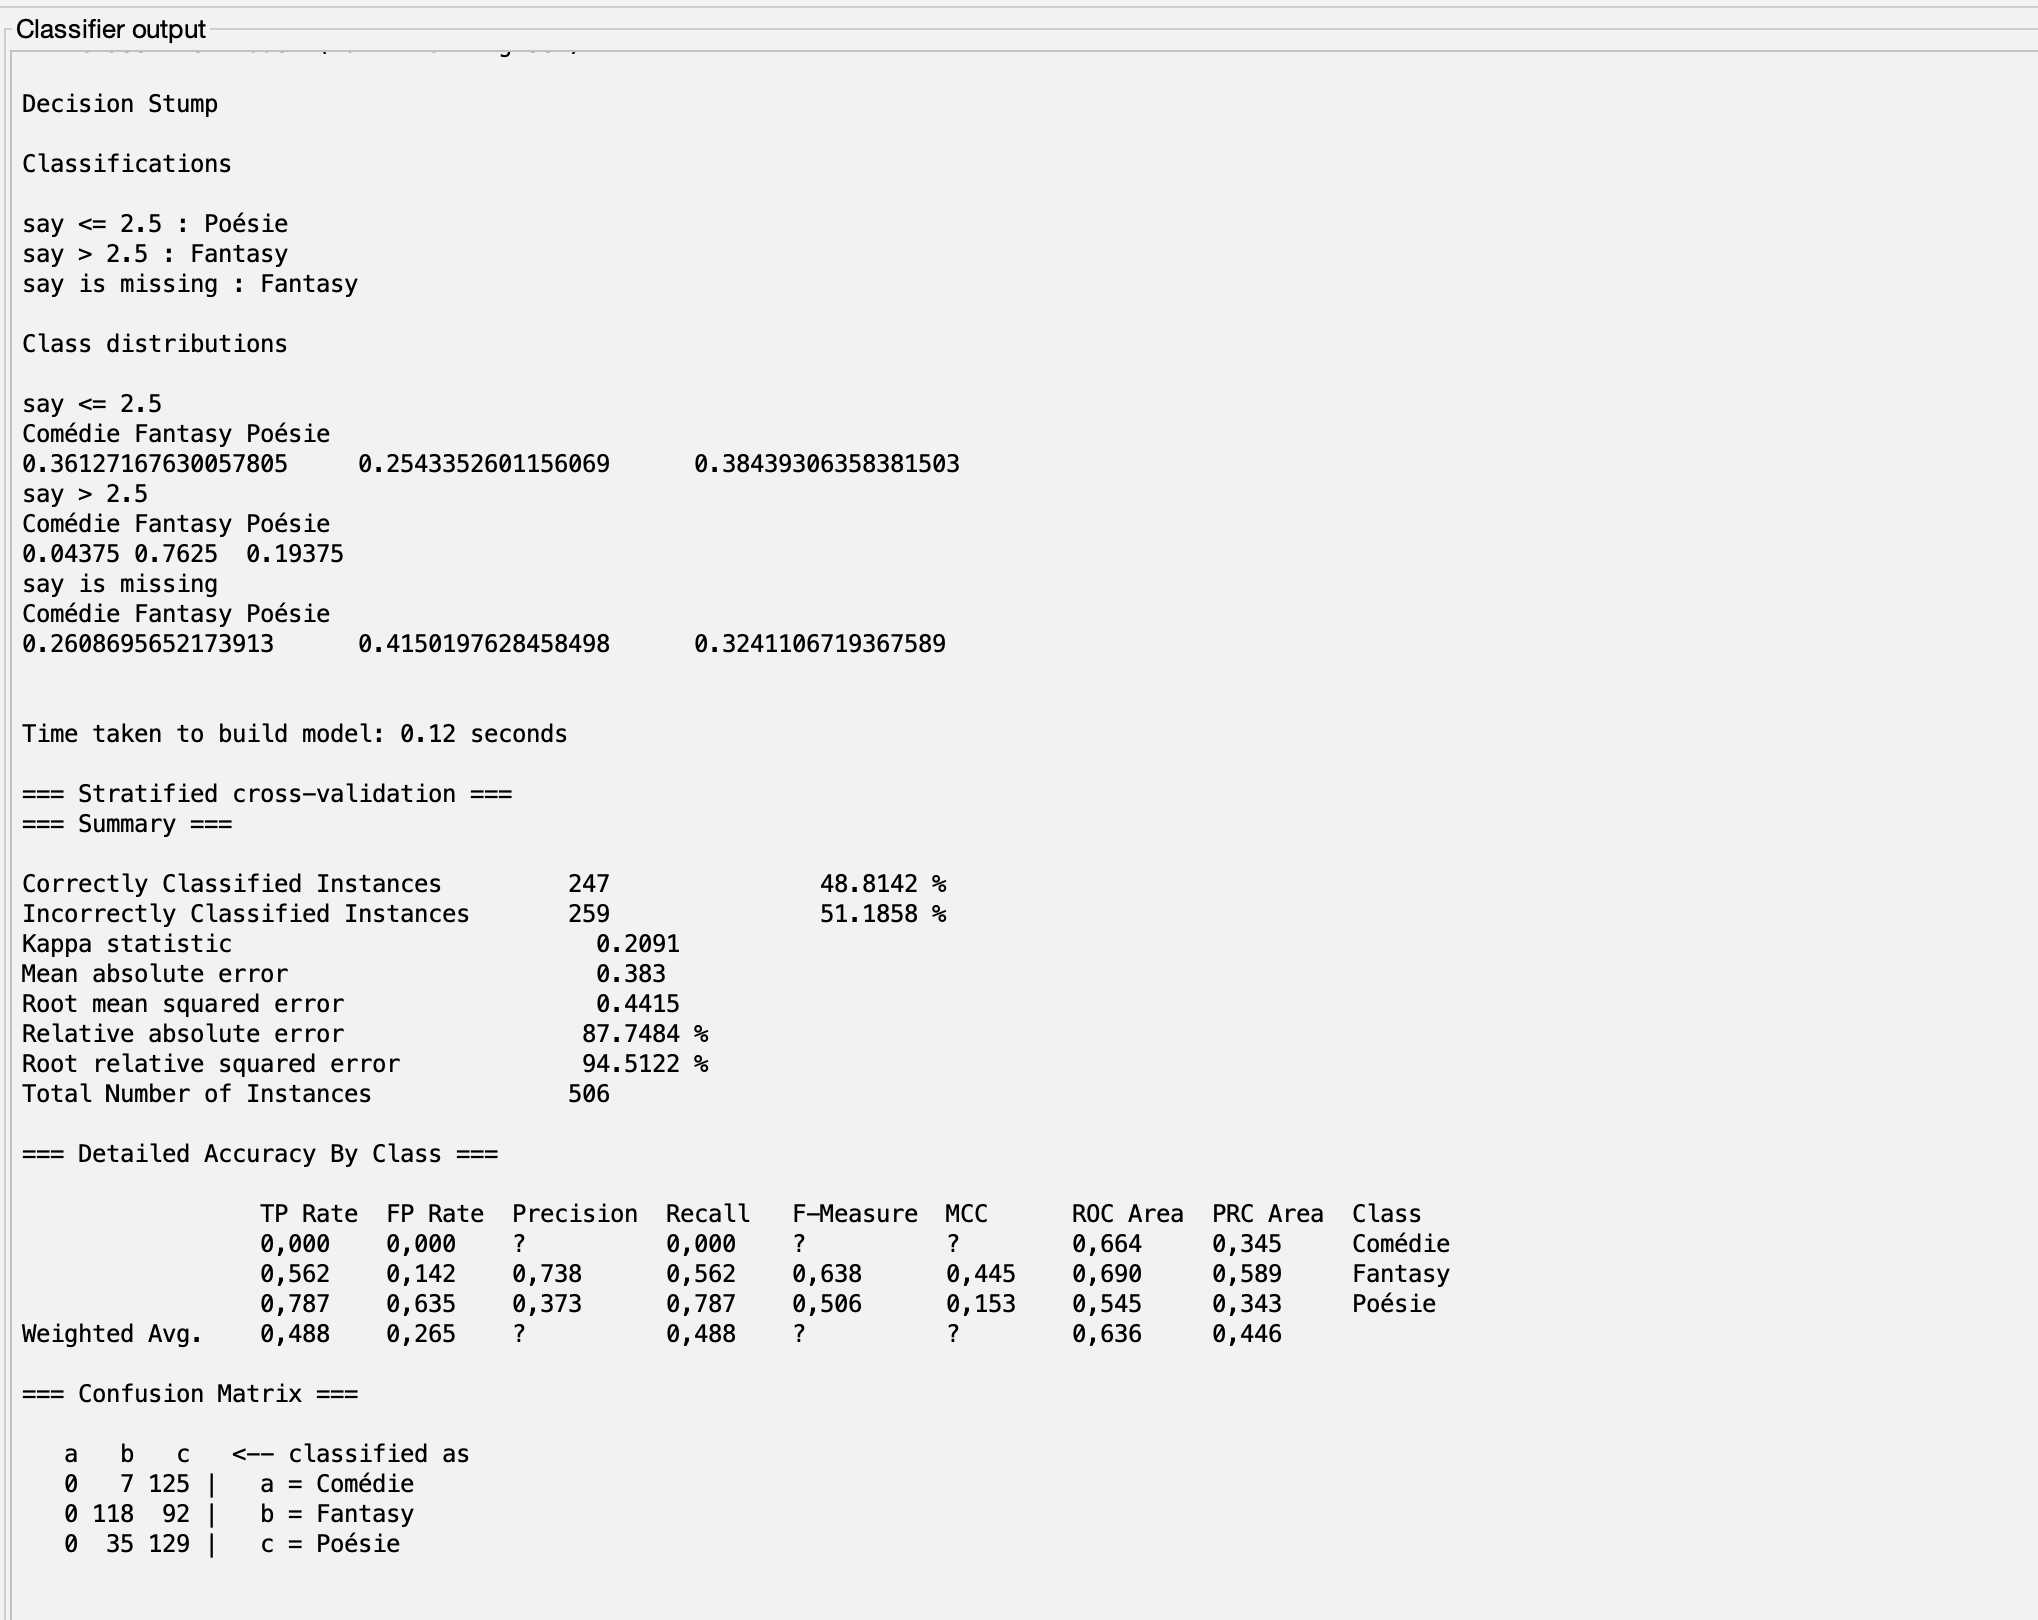 Classifier output
Decision Stump
Classifications
say <= 2.5 : Poésie
say > 2.5 : Fantasy
say is missing : Fantasy
Class distributions
say <= 2.5
Comédie Fantasy Poésie
0.36127167630057805 0.2543352601156069 0.38439306358381503
say > 2.5
Comédie Fantasy Poésie
0.04375 0.7625 0.19375
say is missing
Comédie Fantasy Poésie
0.2608695652173913 0.4150197628458498 0.3241106719367589
Time taken to build model: 0.12 seconds
=== Stratified cross-validation ===
=== Summary ===
Correctly Classified Instances 247 48.8142 %
Incorrectly Classified Instances 259 51.1858 %
Kappa statistic 0.2091
Mean absolute error 0.383
Root mean squared error 0.4415
Relative absolute error 87.7484 %
Root relative squared error 94.5122 %
Total Number of Instances 506
=== Detailed Accuracy By Class ===
TP Rate FP Rate Precision Recall F-Measure MCC ROC Area PRC Area Class
0,000 0,000 ? 0,000 ? ? 0,664 0,345 Comédie
0,562 0,142 0,738 0,562 0,638 0,445 0,690 0,589 Fantasy
0,787 0,635 0,373 0,787 0,506 0,153 0,545 0,343 Poésie
Weighted Avg. 0,488 0,265 ? 0,488 ? ? 0,636 0,446
=== Confusion Matrix ===
a b c <-- classified as
0 7 125 | a = Comédie
0 118 92 | b = Fantasy
0 35 129 | c = Poésie